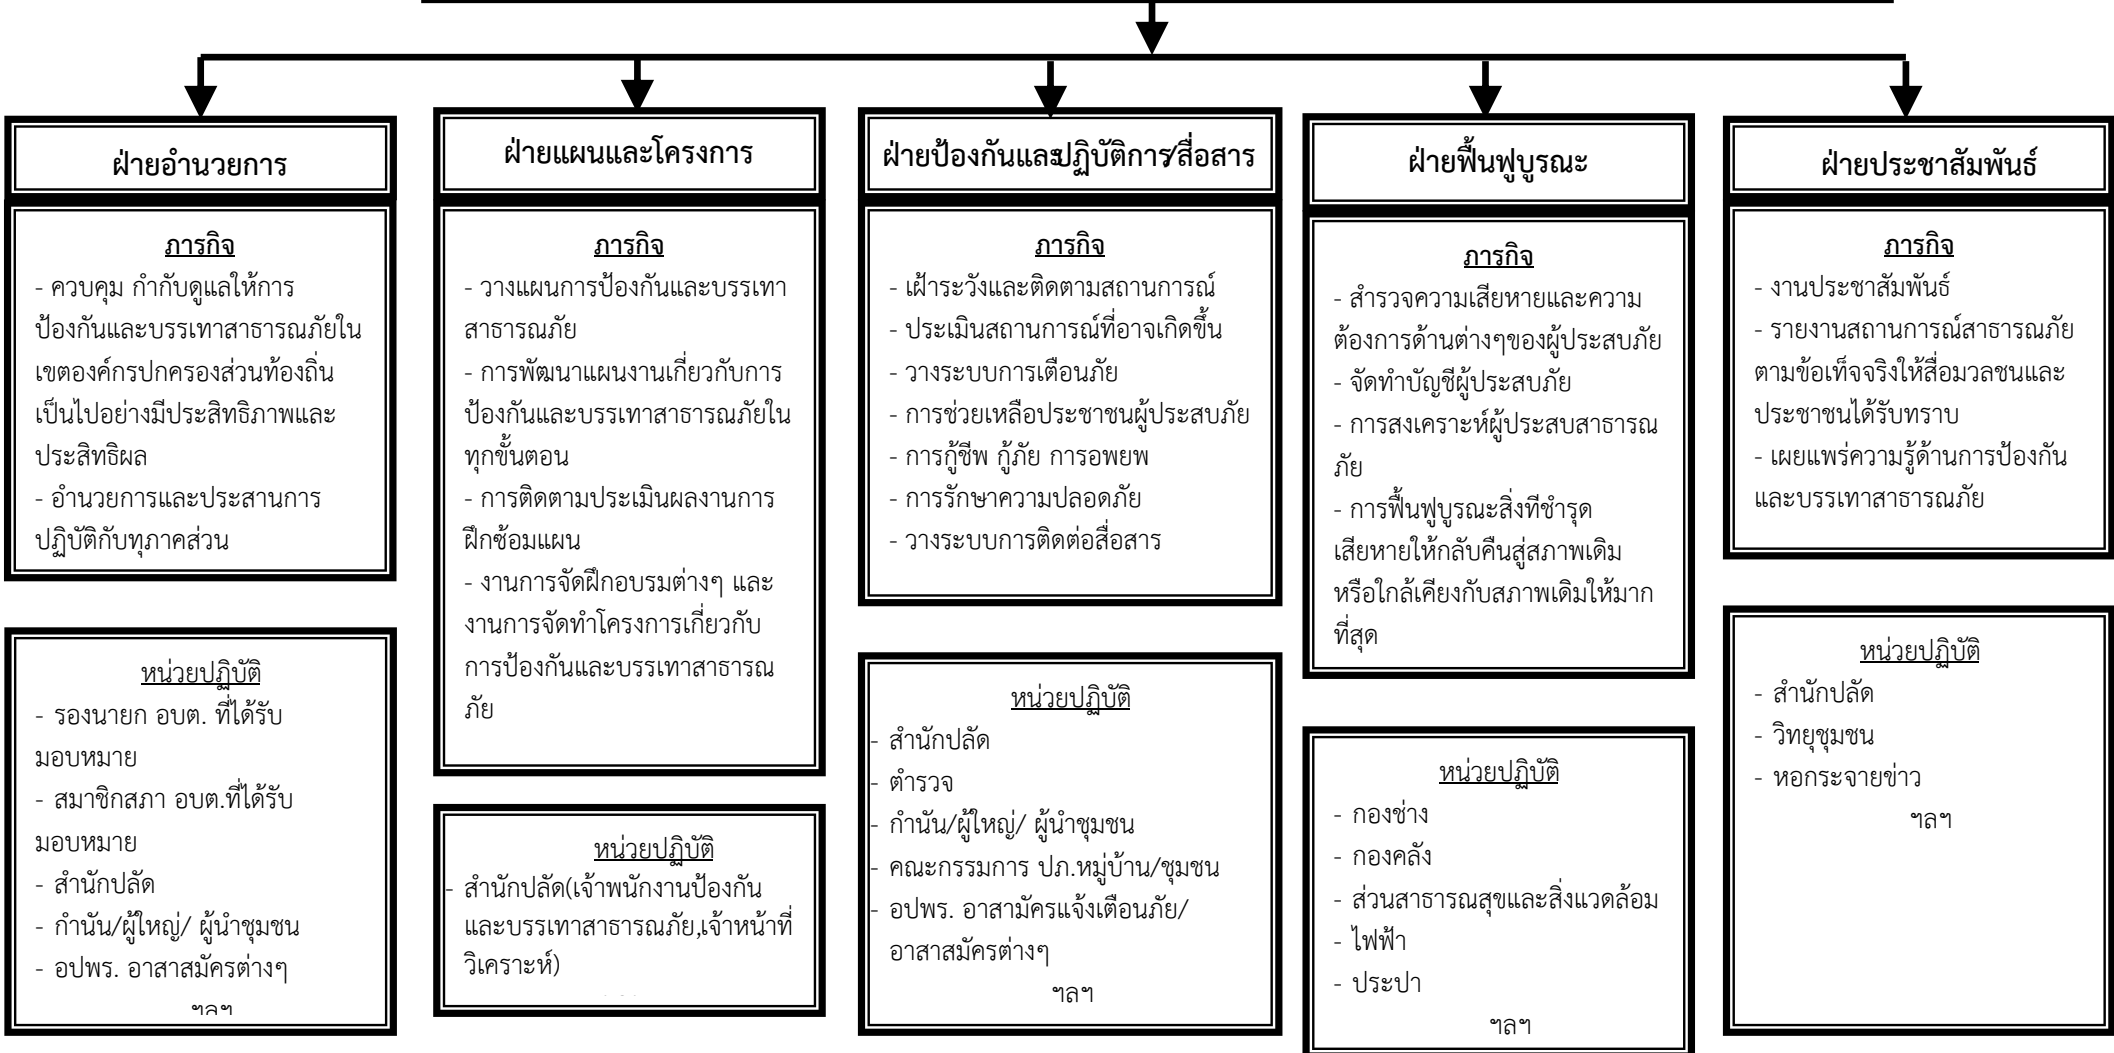 ฝ่ายอำนวยการ
ภารกิจ
- ควบคุม กำกับดูแลให้การ
ป้องกันและบรรเทาสาธารณภัยใน
เขตองค์กรปกครองส่วนท้องถิ่น
เป็นไปอย่างมีประสิทธิภาพและ
ประสิทธิผล
- อำนวยการและประสานการ
ปฏิบัติกับทุภาคส่วน
หน่วยปฏิบัติ
- รองนายก อบต. ที่ได้รับ
มอบหมาย
- สมาชิกสภา อบต.ที่ได้รับ
มอบหมาย
- สำนักปลัด
- กำนัน/ผู้ใหญ่/ ผู้นำชุมชน
- อปพร. อาสาสมัครต่างๆ
ฯลฯ
ฝ่ายแผนและโครงการ
ภารกิจ
- วางแผนการป้องกันและบรรเทา
สาธารณภัย
- การพัฒนาแผนงานเกี่ยวกับการ
ป้องกันและบรรเทาสาธารณภัยใน
ทุกขั้นตอน
- การติดตามประเมินผลงานการ
ฝึกซ้อมแผน
- งานการจัดฝึกอบรมต่างๆ และ
งานการจัดทำโครงการเกี่ยวกับ
การป้องกันและบรรเทาสาธารณ
ภัย
หน่วยปฏิบัติ
- สำนักปลัด(เจ้าพนักงานป้องกัน
และบรรเทาสาธารณภัย,เจ้าหน้าที่
วิเคราะห์)
ฝ่ายป้องกันและปฏิบัติการ/สื่อสาร
ภารกิจ
- เฝ้าระวังและติดตามสถานการณ์
- ประเมินสถานการณ์ที่อาจเกิดขึ้น
- วางระบบการเตือนภัย
- การช่วยเหลือประชาชนผู้ประสบภัย
- การกู้ชีพ กู้ภัย การอพยพ
- การรักษาความปลอดภัย
- วางระบบการติดต่อสื่อสาร
หน่วยปฏิบัติ
- สำนักปลัด
- ตำรวจ
- กำนัน/ผู้ใหญ่/ ผู้นำชุมชน
- คณะกรรมการ ปภ.หมู่บ้าน/ชุมชน
- อปพร. อาสามัครแจ้งเตือนภัย/
อาสาสมัครต่างๆ
ฯลฯ
ฝ่ายฟื้นฟูบูรณะ
ภารกิจ
- สำรวจความเสียหายและความ
ต้องการด้านต่างๆของผู้ประสบภัย
- จัดทำบัญชีผู้ประสบภัย
- การสงเคราะห์ผู้ประสบสาธารณ
ภัย
- การฟื้นฟูบูรณะสิ่งที่ชำรุด
เสียหายให้กลับคืนสู่สภาพเดิม
หรือใกล้เคียงกับสภาพเดิมให้มาก
ที่สุด
หน่วยปฏิบัติ
- กองช่าง
- กองคลัง
- ส่วนสาธารณสุขและสิ่งแวดล้อม
- ไฟฟ้า
- ประปา
ฯลฯ
ฝ่ายประชาสัมพันธ์
ภารกิจ
- งานประชาสัมพันธ์
- รายงานสถานการณ์สาธารณภัย
ตามข้อเท็จจริงให้สื่อมวลชนและ
ประชาชนได้รับทราบ
- เผยแพร่ความรู้ด้านการป้องกัน
และบรรเทาสาธารณภัย
หน่วยปฏิบัติ
- สำนักปลัด
- วิทยุชุมชน
- หอกระจายข่าว
ฯลฯ